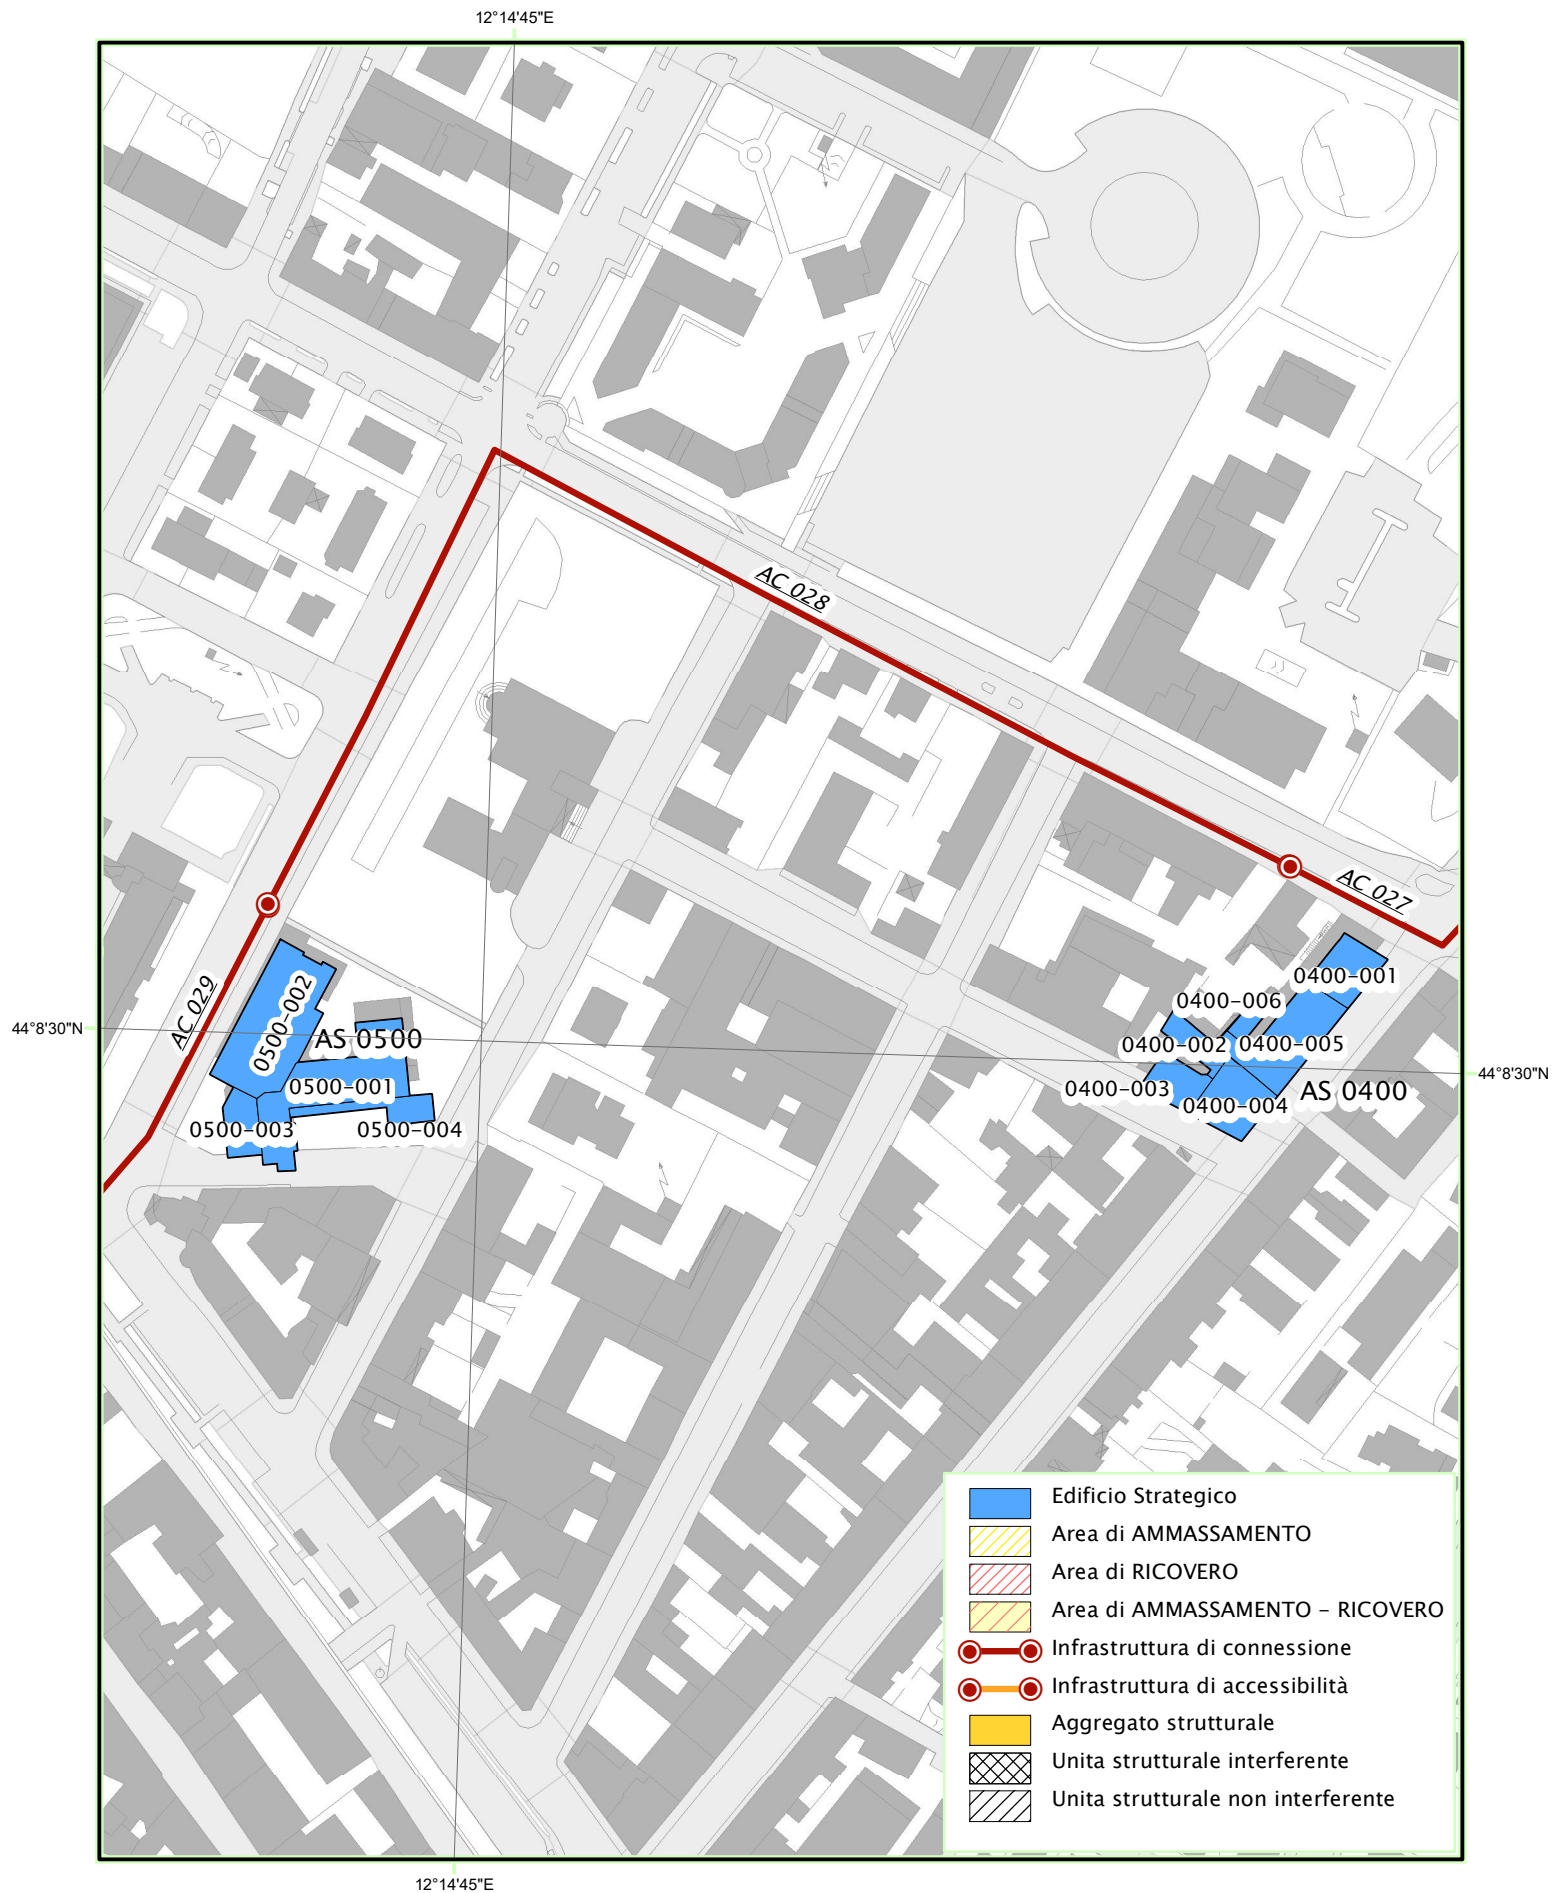 12°14'45"E
AC 028
AC 027
AC 029
0400-001
0400-006
0400-002
0400-005
0400-003
0400-004
AS 0400
44°8'30"N
44°8'30"N
0500-002
AS 0500
0500-001
0500-003
0500-004
Edificio Strategico
Area di AMMASSAMENTO
Area di RICOVERO
Area di AMMASSAMENTO - RICOVERO
Infrastruttura di connessione
Infrastruttura di accessibilità
Aggregato strutturale
Unita strutturale interferente
Unita strutturale non interferente
12°14'45"E